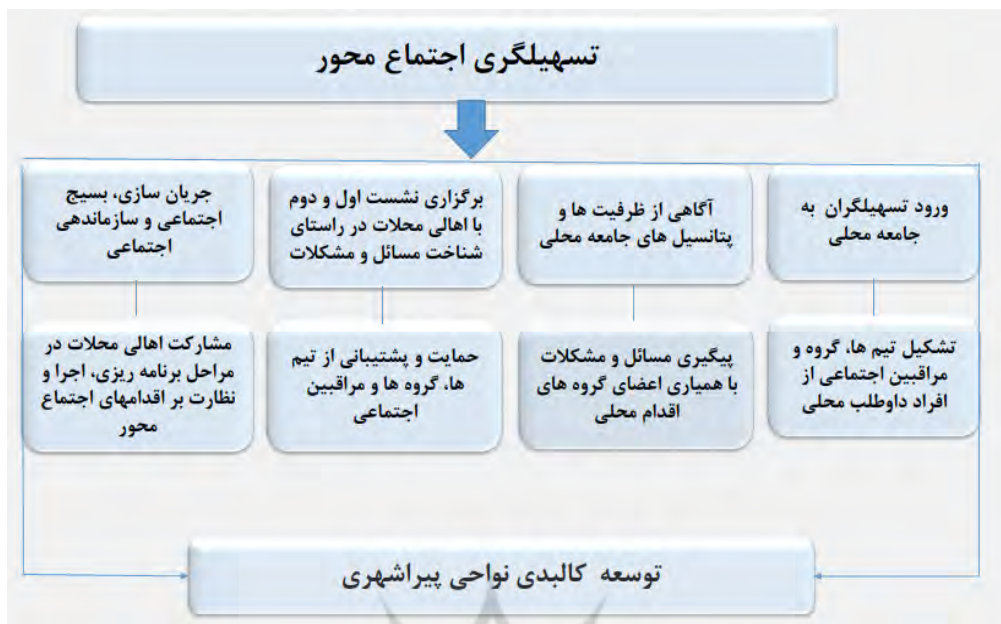 تسهیلگری اجتماع محور
ورود تسهیلگران به
جامعه محلی
آگاهی از ظرفیت ها و
پتانسیل های جامعه محلی
برگزاری نشست اول و دوم
با اهالی محلات در راستای
شناخت مسائل و مشکلات
جریان سازی، بسیج
اجتماعی و سازماندهی
اجتماعی
تشکیل تیم ها، گروه و
مراقبین اجتماعی از
افراد داوطلب محلی
پیگیری مسائل و مشکلات
با همیاری اعضای گروه های
اقدام محلی
حمایت و پشتیبانی از تیم
ها، گروه ها و مراقبین
اجتماعی
مشارکت اهالی محلات در
مراحل برنامه ریزی، اجرا و
نظارت بر اقدامهای اجتماع
محور
توسعه کالبدی نواحی پیراشهری